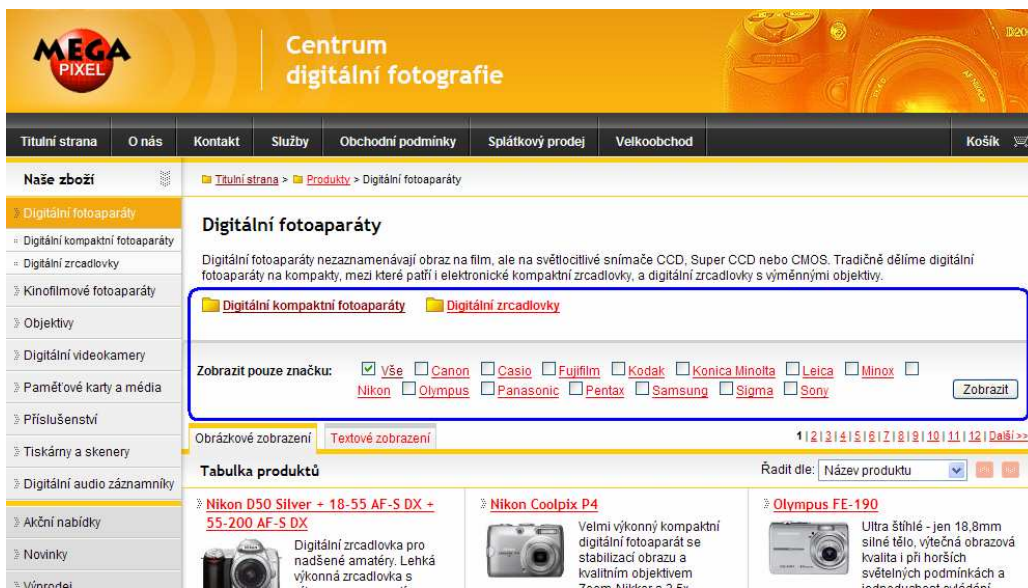 MEGA
PIXEL
Centrum
digitální fotografie
D20
Titulní strana
O nás
Kontakt
Služby
Obchodní podmínky
Splátkový prodej
Velkoobchod
Košík
Naše zboží
Digitální fotoaparáty
Digitální kompaktní fotoaparáty
Digitální zrcadlovky
Kinofilmové fotoaparáty
Objektivy
Digitální videokamery
Paměťové karty a média
Příslušenství
Tiskárny a skenery
Digitální audio záznamníky
Akční nabídky
Novinky
Výprodej
Titulní strana > Produkty > Digitální fotoaparáty
Digitální fotoaparáty
Digitální fotoaparáty nezaznamenávají obraz na film, ale na světlocitlivé snímače CCD, Super CCD nebo CMOS. Tradičně dělíme digitální
fotoaparáty na kompakty, mezi které patří i elektronické kompaktní zrcadlovky, a digitální zrcadlovky s výměnnými objektivy.
Digitální kompaktní fotoaparáty Digitální zrcadlovky
Zobrazit pouze značku: Vše Canon Casio Fujifilm Kodak Konica Minolta Leica Minox
Nikon Olympus Panasonic Pentax Samsung Sigma Sony
Zobrazit
Obrázkové zobrazení Textové zobrazení
1 | 2 | 3 | 4 | 5 | 6 | 7 | 8 | 9 | 10 | 11 | 12 | Další >>
Tabulka produktů
Řadit dle: Název produktu
Nikon D50 Silver + 18-55 AF-S DX +
55-200 AF-S DX
Digitální zrcadlovka pro
nadšené amatéry. Lehká
výkonná zrcadlovka s
Nikon Coolpix P4
Velmi výkonný kompaktní
digitální fotoaparát se
stabilizací obrazu a
kvalitním objektivem
Zoom-Nikkor s 3,5x
Olympus FE-190
Ultra štíhlé - jen 18,8mm
silné tělo, výtečná obrazová
kvalita i při horších
světelných podmínkách a
jednoduchost ovládání